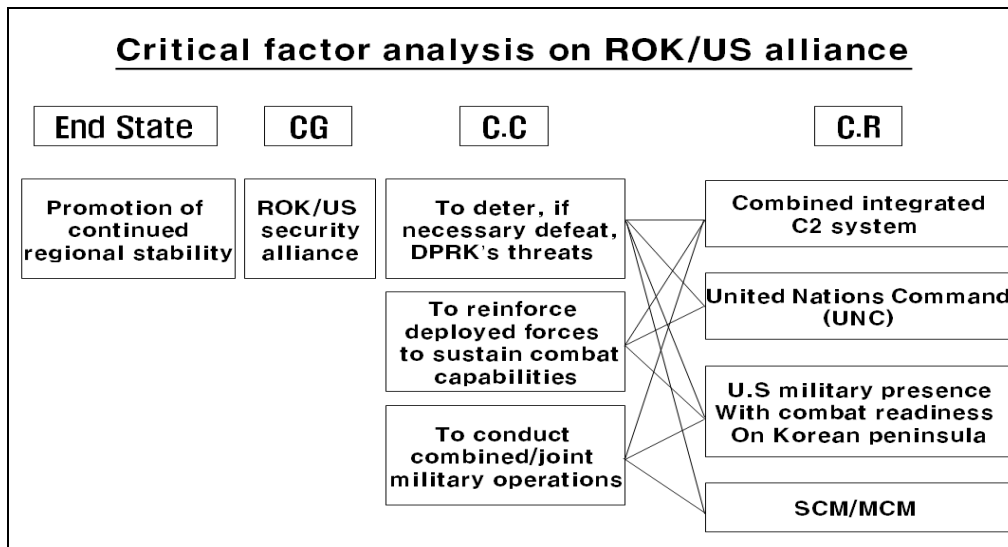 Critical factor analysis on ROK/US alliance
End State
CG
C.C
C.R
Promotion of
continued
regional stability
ROK/US
security
alliance
To deter, if
necessary defeat,
DPRK's threats
To reinforce
deployed forces
to sustain combat
capabilities
To conduct
combined/joint
military operations
Combined integrated
C2 system
United Nations Command
(UNC)
U.S military presence
With combat readiness
On Korean peninsula
SCM/MCM